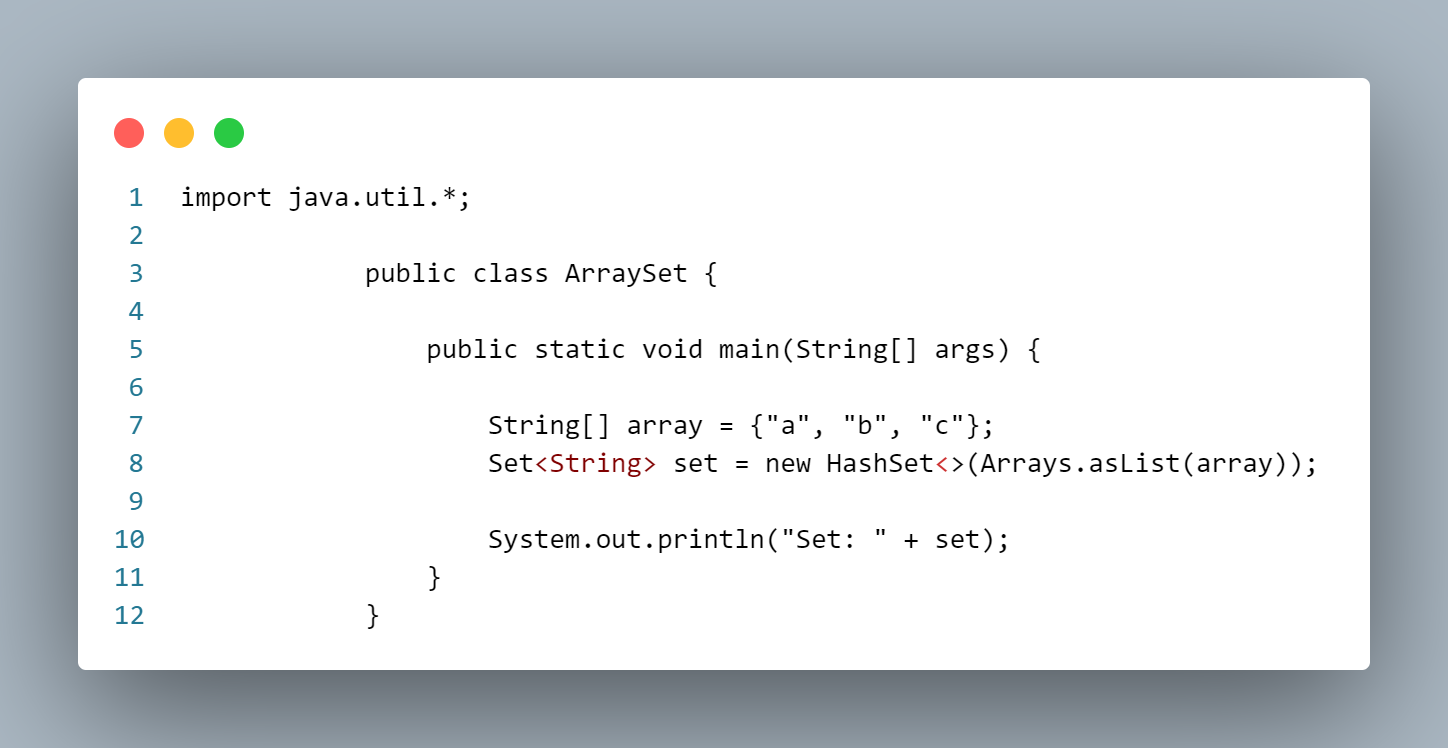 1 import java.util.*;
2
3 public class ArraySet {
4
5 public static void main(String[] args) {
6
7 String[] array = {"a", "b", "c"};
8 Set<String> set = new HashSet<>(Arrays.asList(array));
9
10 System.out.println("Set: " + set);
11 }
12 }